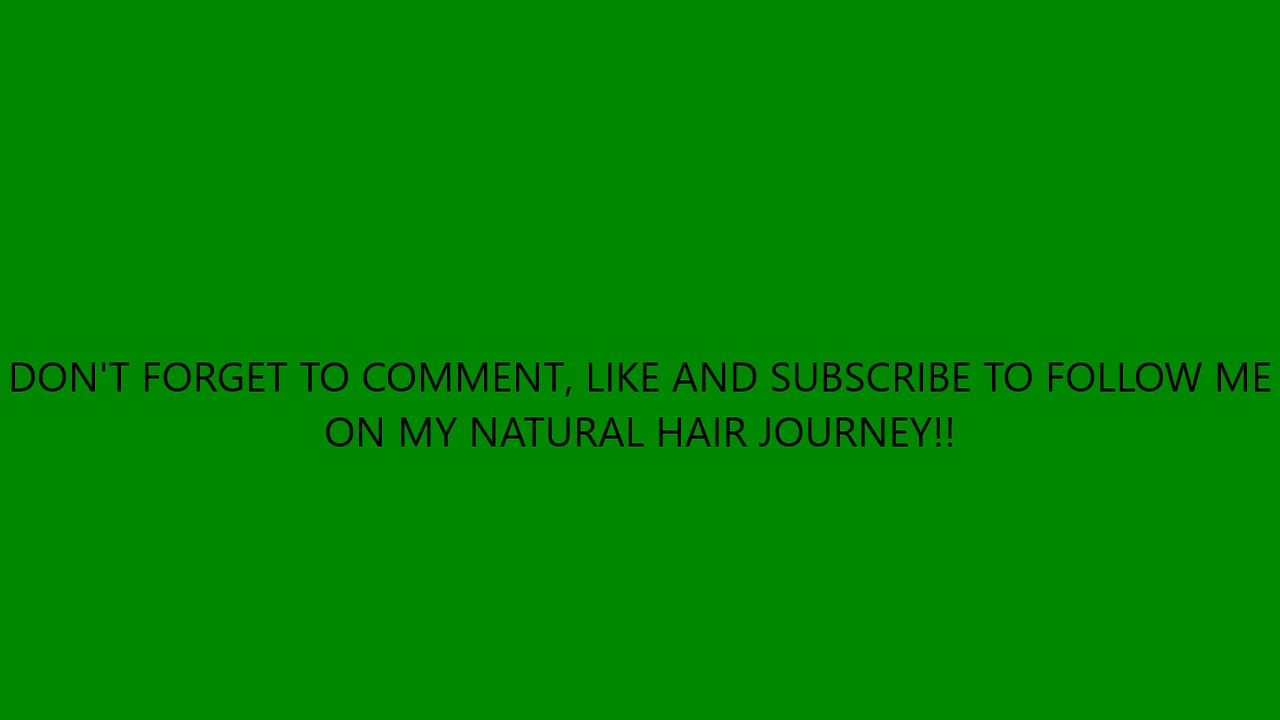 DON'T FORGET TO COMMENT, LIKE AND SUBSCRIBE TO FOLLOW ME
ON MY NATURAL HAIR JOURNEY!!